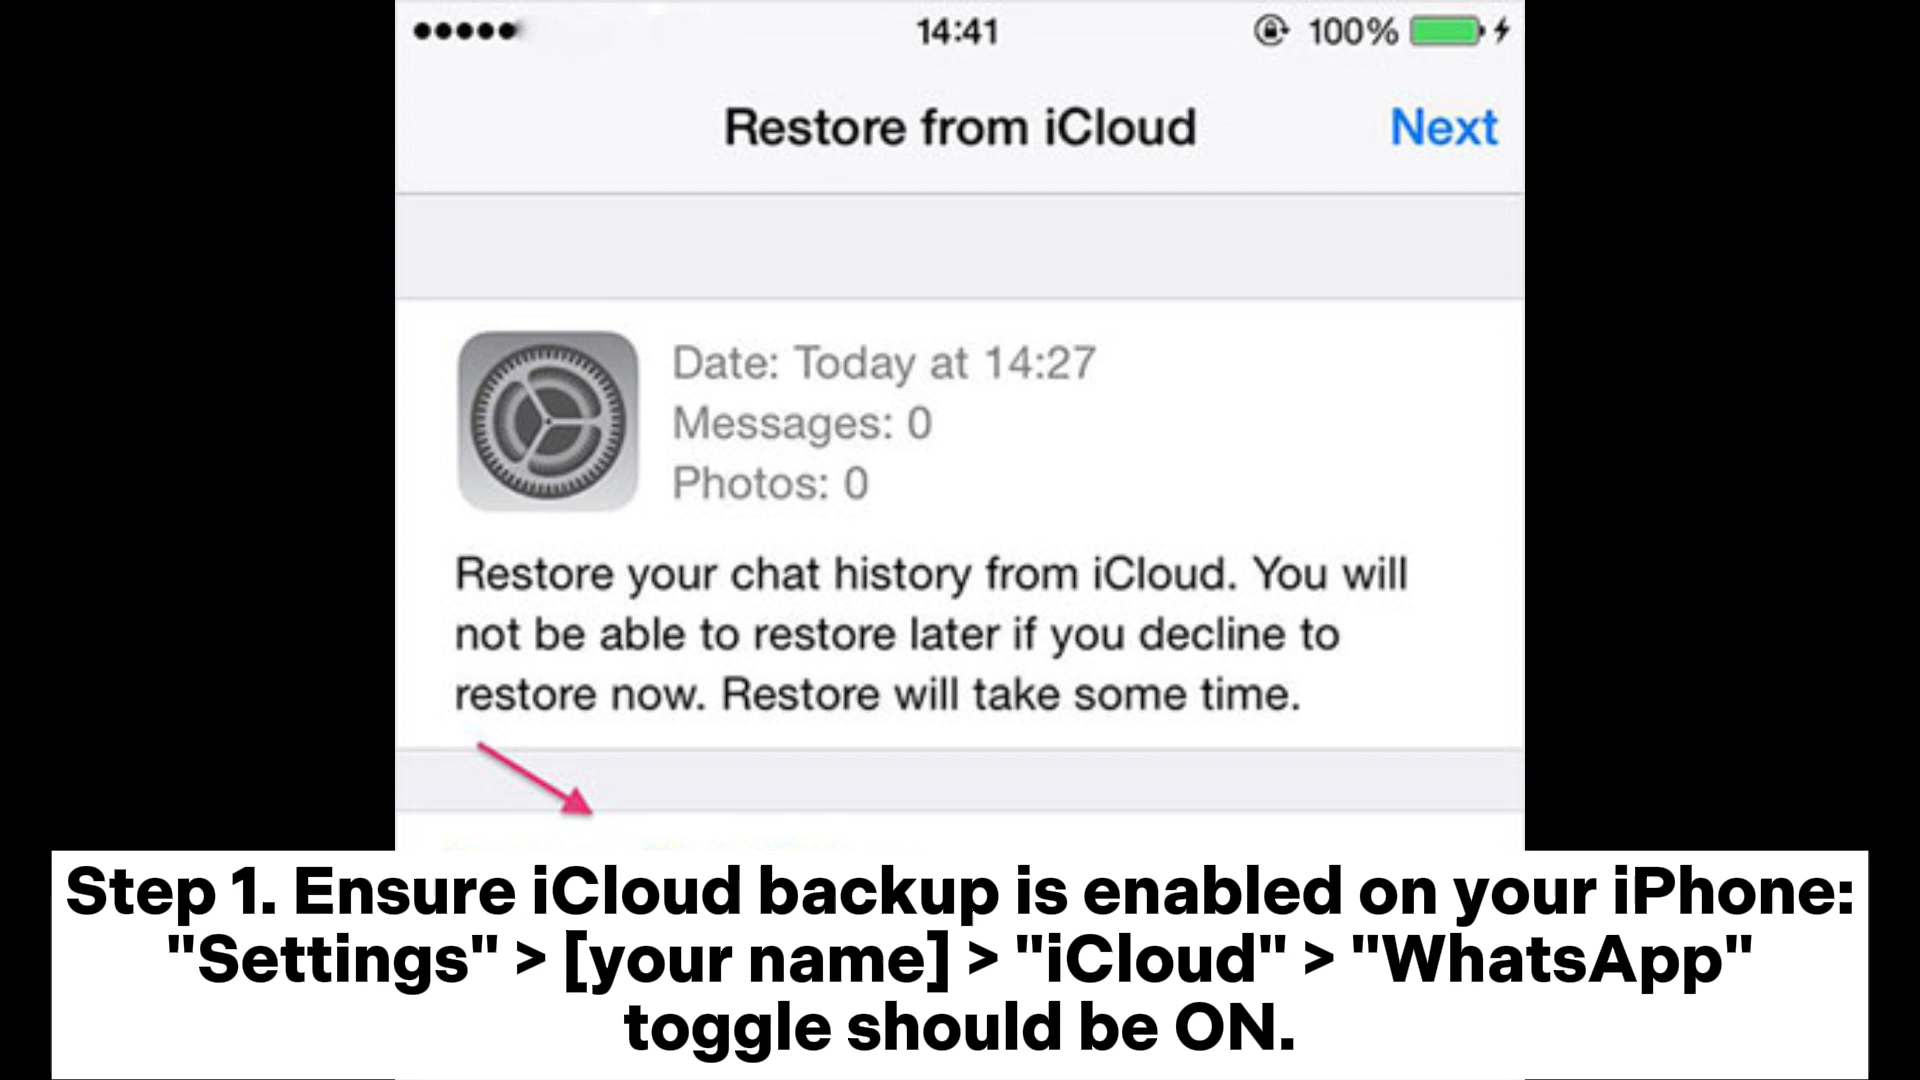 14:41
100%
Restore from iCloud
Next
Date: Today at 14:27
Messages: 0
Photos: 0
Restore your chat history from iCloud. You will
not be able to restore later if you decline to
restore now. Restore will take some time.
Step 1. Ensure iCloud backup is enabled on your iPhone:
"Settings" > [your name] > "iCloud" > "WhatsApp"
toggle should be ON.